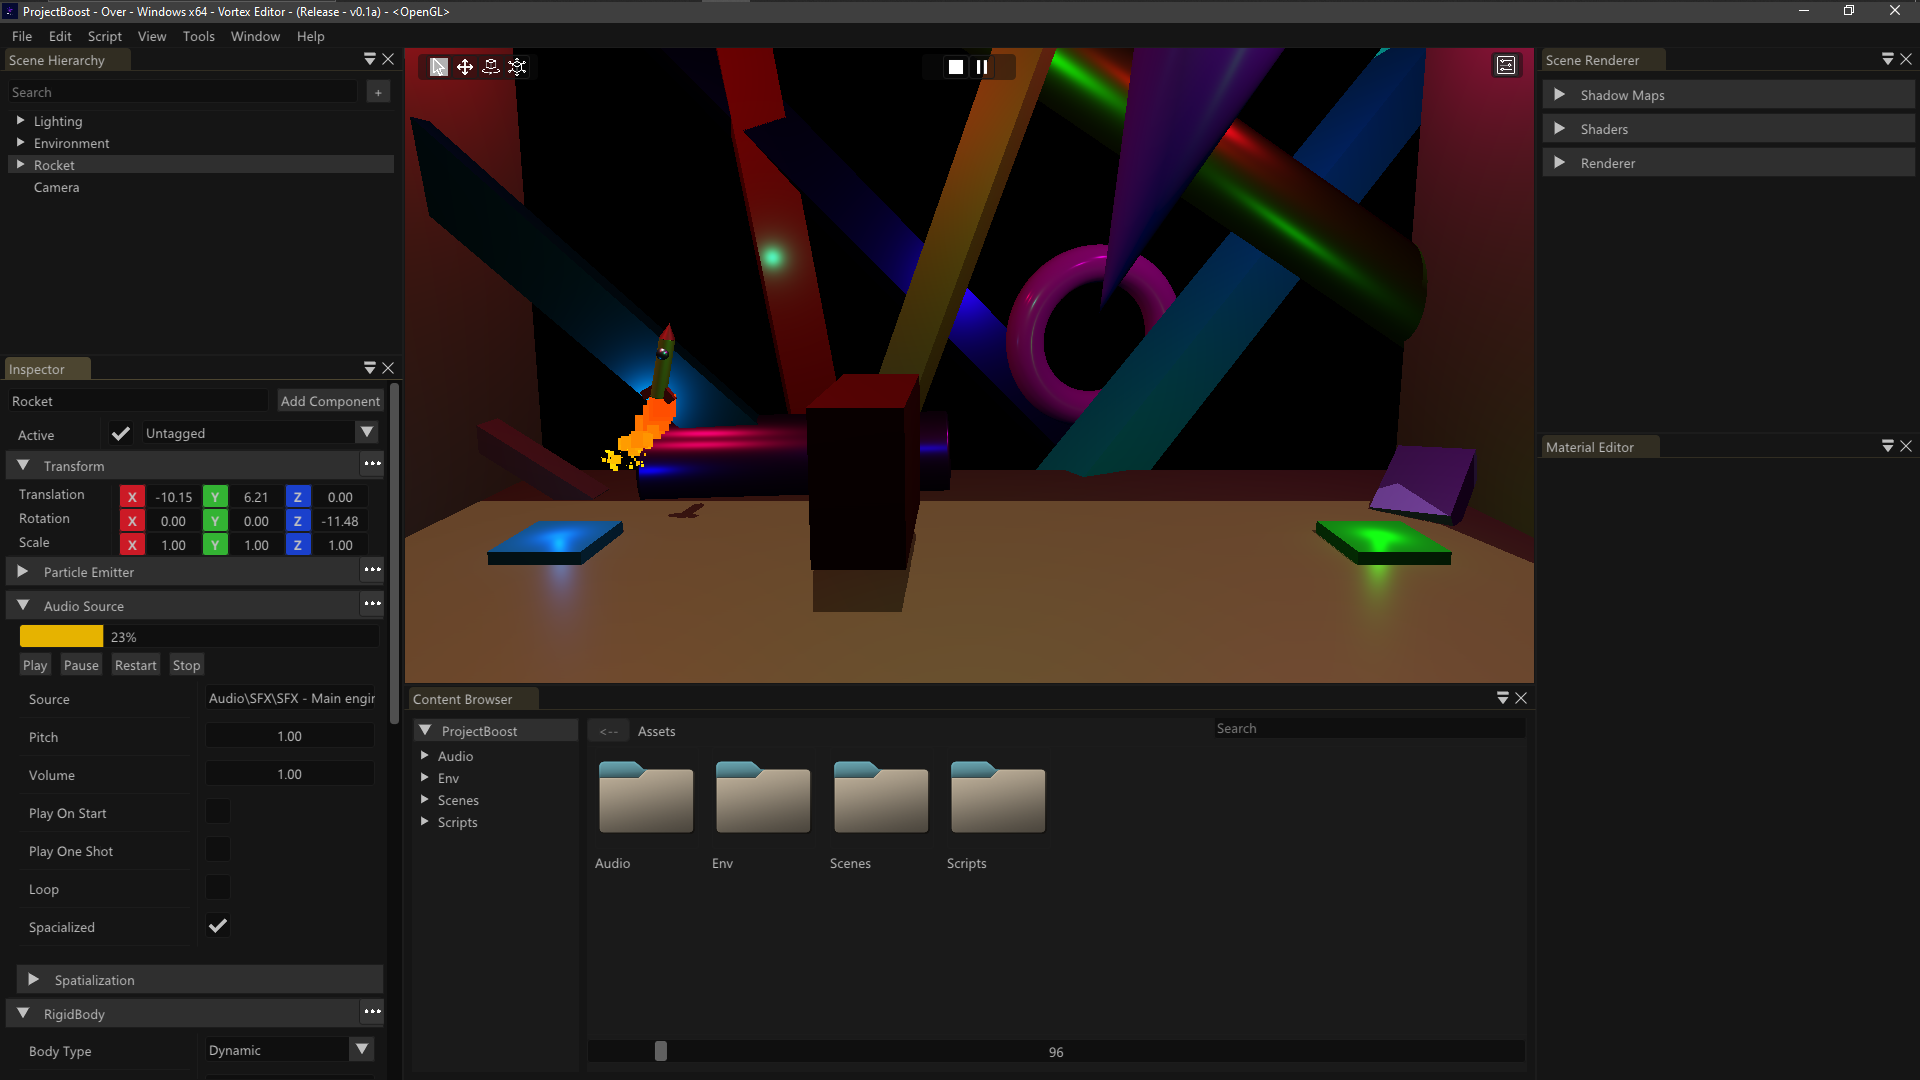 ProjectBoost - Over - Windows x64 - Vortex Editor - (Release - v0.1a) - <OpenGL>
File Edit Script View Tools Window Help
Scene Hierarchy
Search +
Lighting
Environment
Rocket
Camera
Inspector
Rocket Add Component
Active Untagged
Transform
Translation X -10.15 Y 6.21 Z 0.00
Rotation X 0.00 Y 0.00 Z -11.48
Scale X 1.00 Y 1.00 Z 1.00
Particle Emitter
Audio Source
23%
Play Pause Restart Stop
Source Audio\SFX\SFX - Main engir
Pitch 1.00
Volume 1.00
Play On Start
Play One Shot
Loop
Spacialized
Spatialization
RigidBody
Body Type Dynamic
Content Browser
ProjectBoost
Audio
Env
Scenes
Scripts
<-- Assets Search
Audio Env Scenes Scripts
96
Scene Renderer
Shadow Maps
Shaders
Renderer
Material Editor